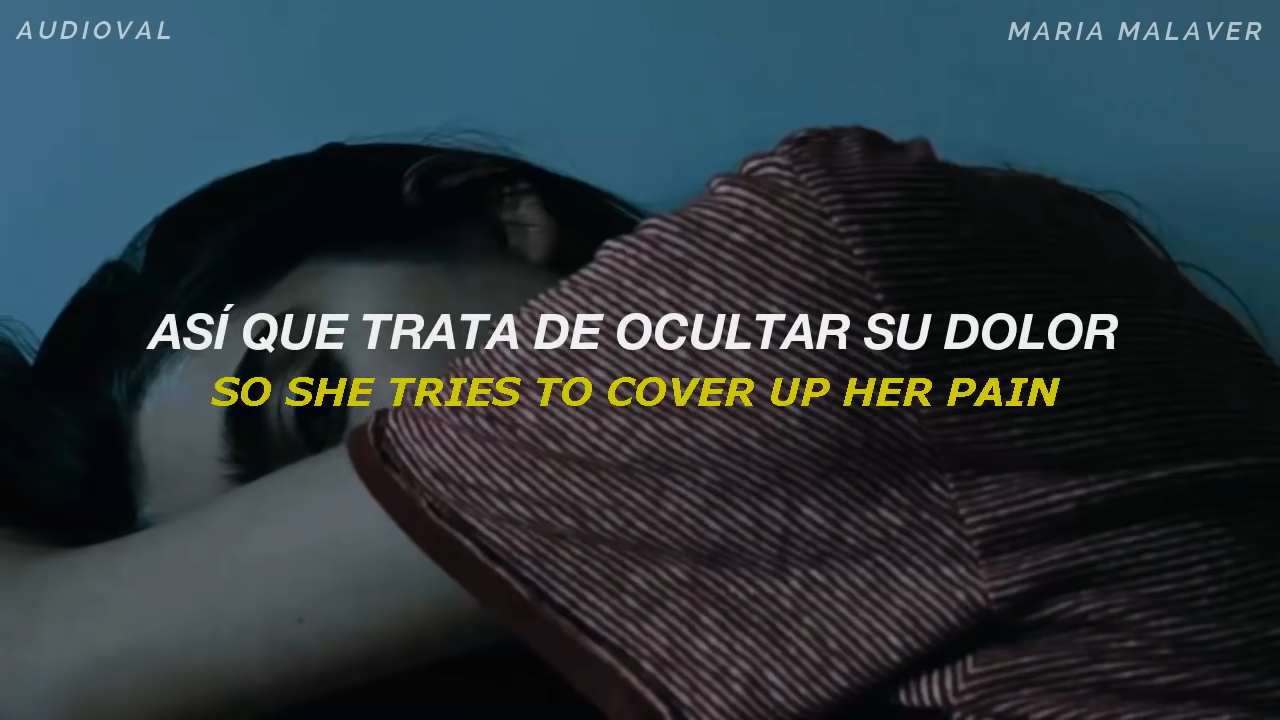 AUDIOVAL
MARIA MALAVER
ASÍ QUE TRATA DE OCULTAR SU DOLOR
SO SHE TRIES TO COVER UP HER PAIN